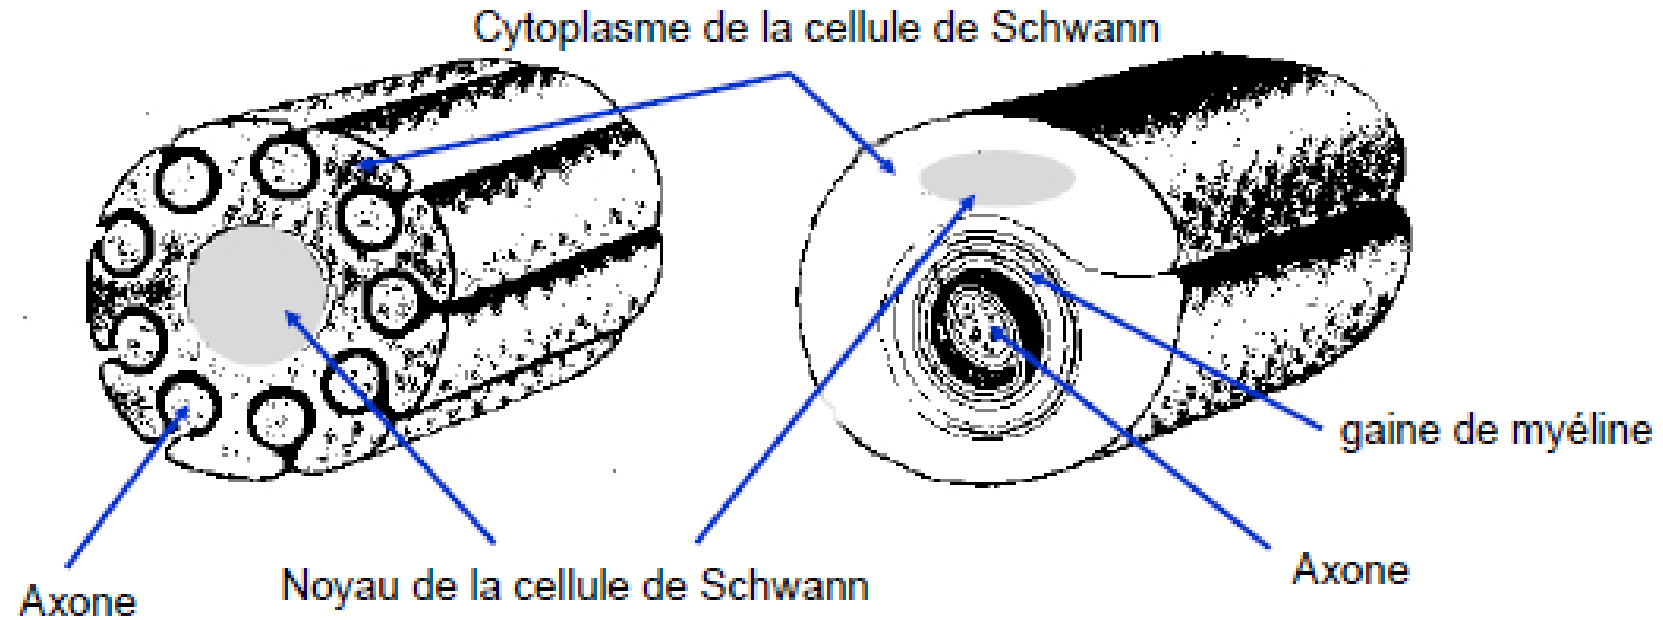 Cytoplasme de la cellule de Schwann
gaine de myéline
Axone
Noyau de la cellule de Schwann
Axone